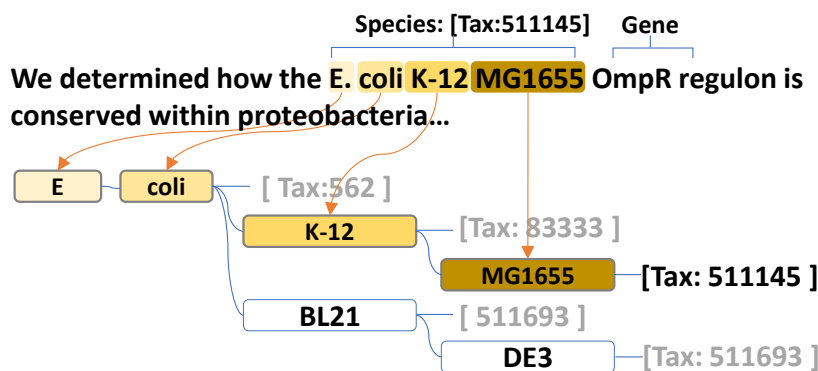 Species: [Tax:511145] Gene
We determined how the E. coli K-12 MG1655 OmpR regulon is
conserved within proteobacteria…
E coli [ Tax:562 ]
K-12 [Tax: 83333 ]
MG1655 [Tax: 511145 ]
BL21 [ 511693 ]
DE3 [Tax: 511693 ]